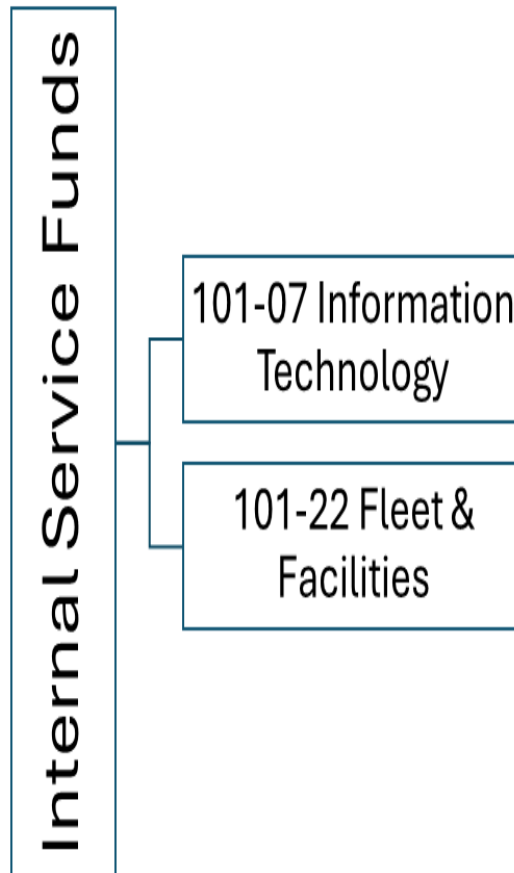 Internal Service Funds
101-07 Information
Technology
101-22 Fleet &
Facilities